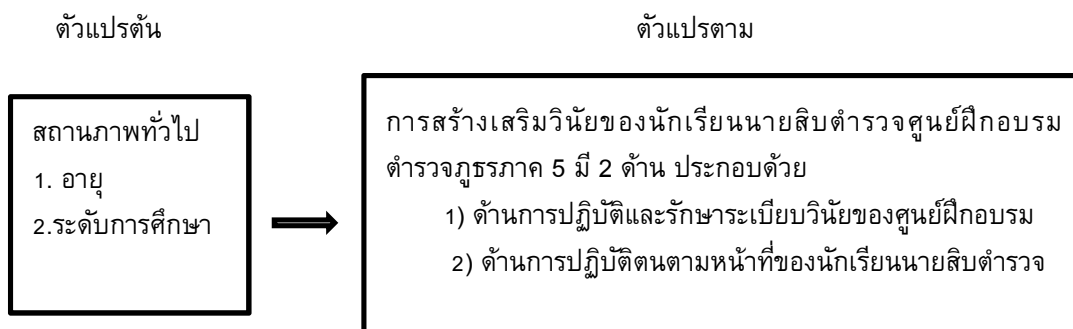 ตัวแปรต้น
ตัวแปรตาม
สถานภาพทั่วไป
1. อายุ
2.ระดับการศึกษา
การสร้างเสริมวินัยของนักเรียนนายสิบตำรวจศูนย์ฝึกอบรม
ตำรวจภูธรภาค 5 มี 2 ด้าน ประกอบด้วย
1) ด้านการปฏิบัติและรักษาระเบียบวินัยของศูนย์ฝึกอบรม
2) ด้านการปฏิบัติตนตามหน้าที่ของนักเรียนนายสิบตำรวจ